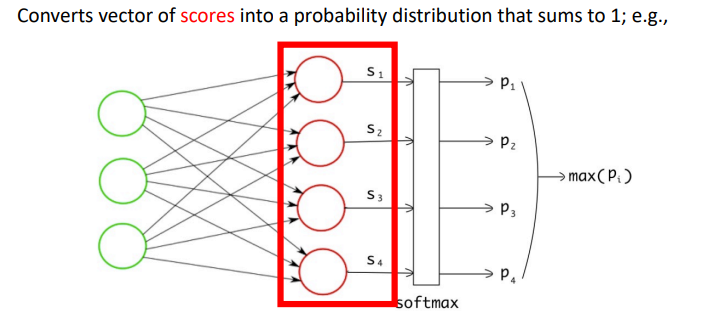 Converts vector of scores into a probability distribution that sums to 1; e.g.,
S₁
P₁
S₂
P₂
max(Pᵢ)
S₃
P₃
S₄
P₄
softmax